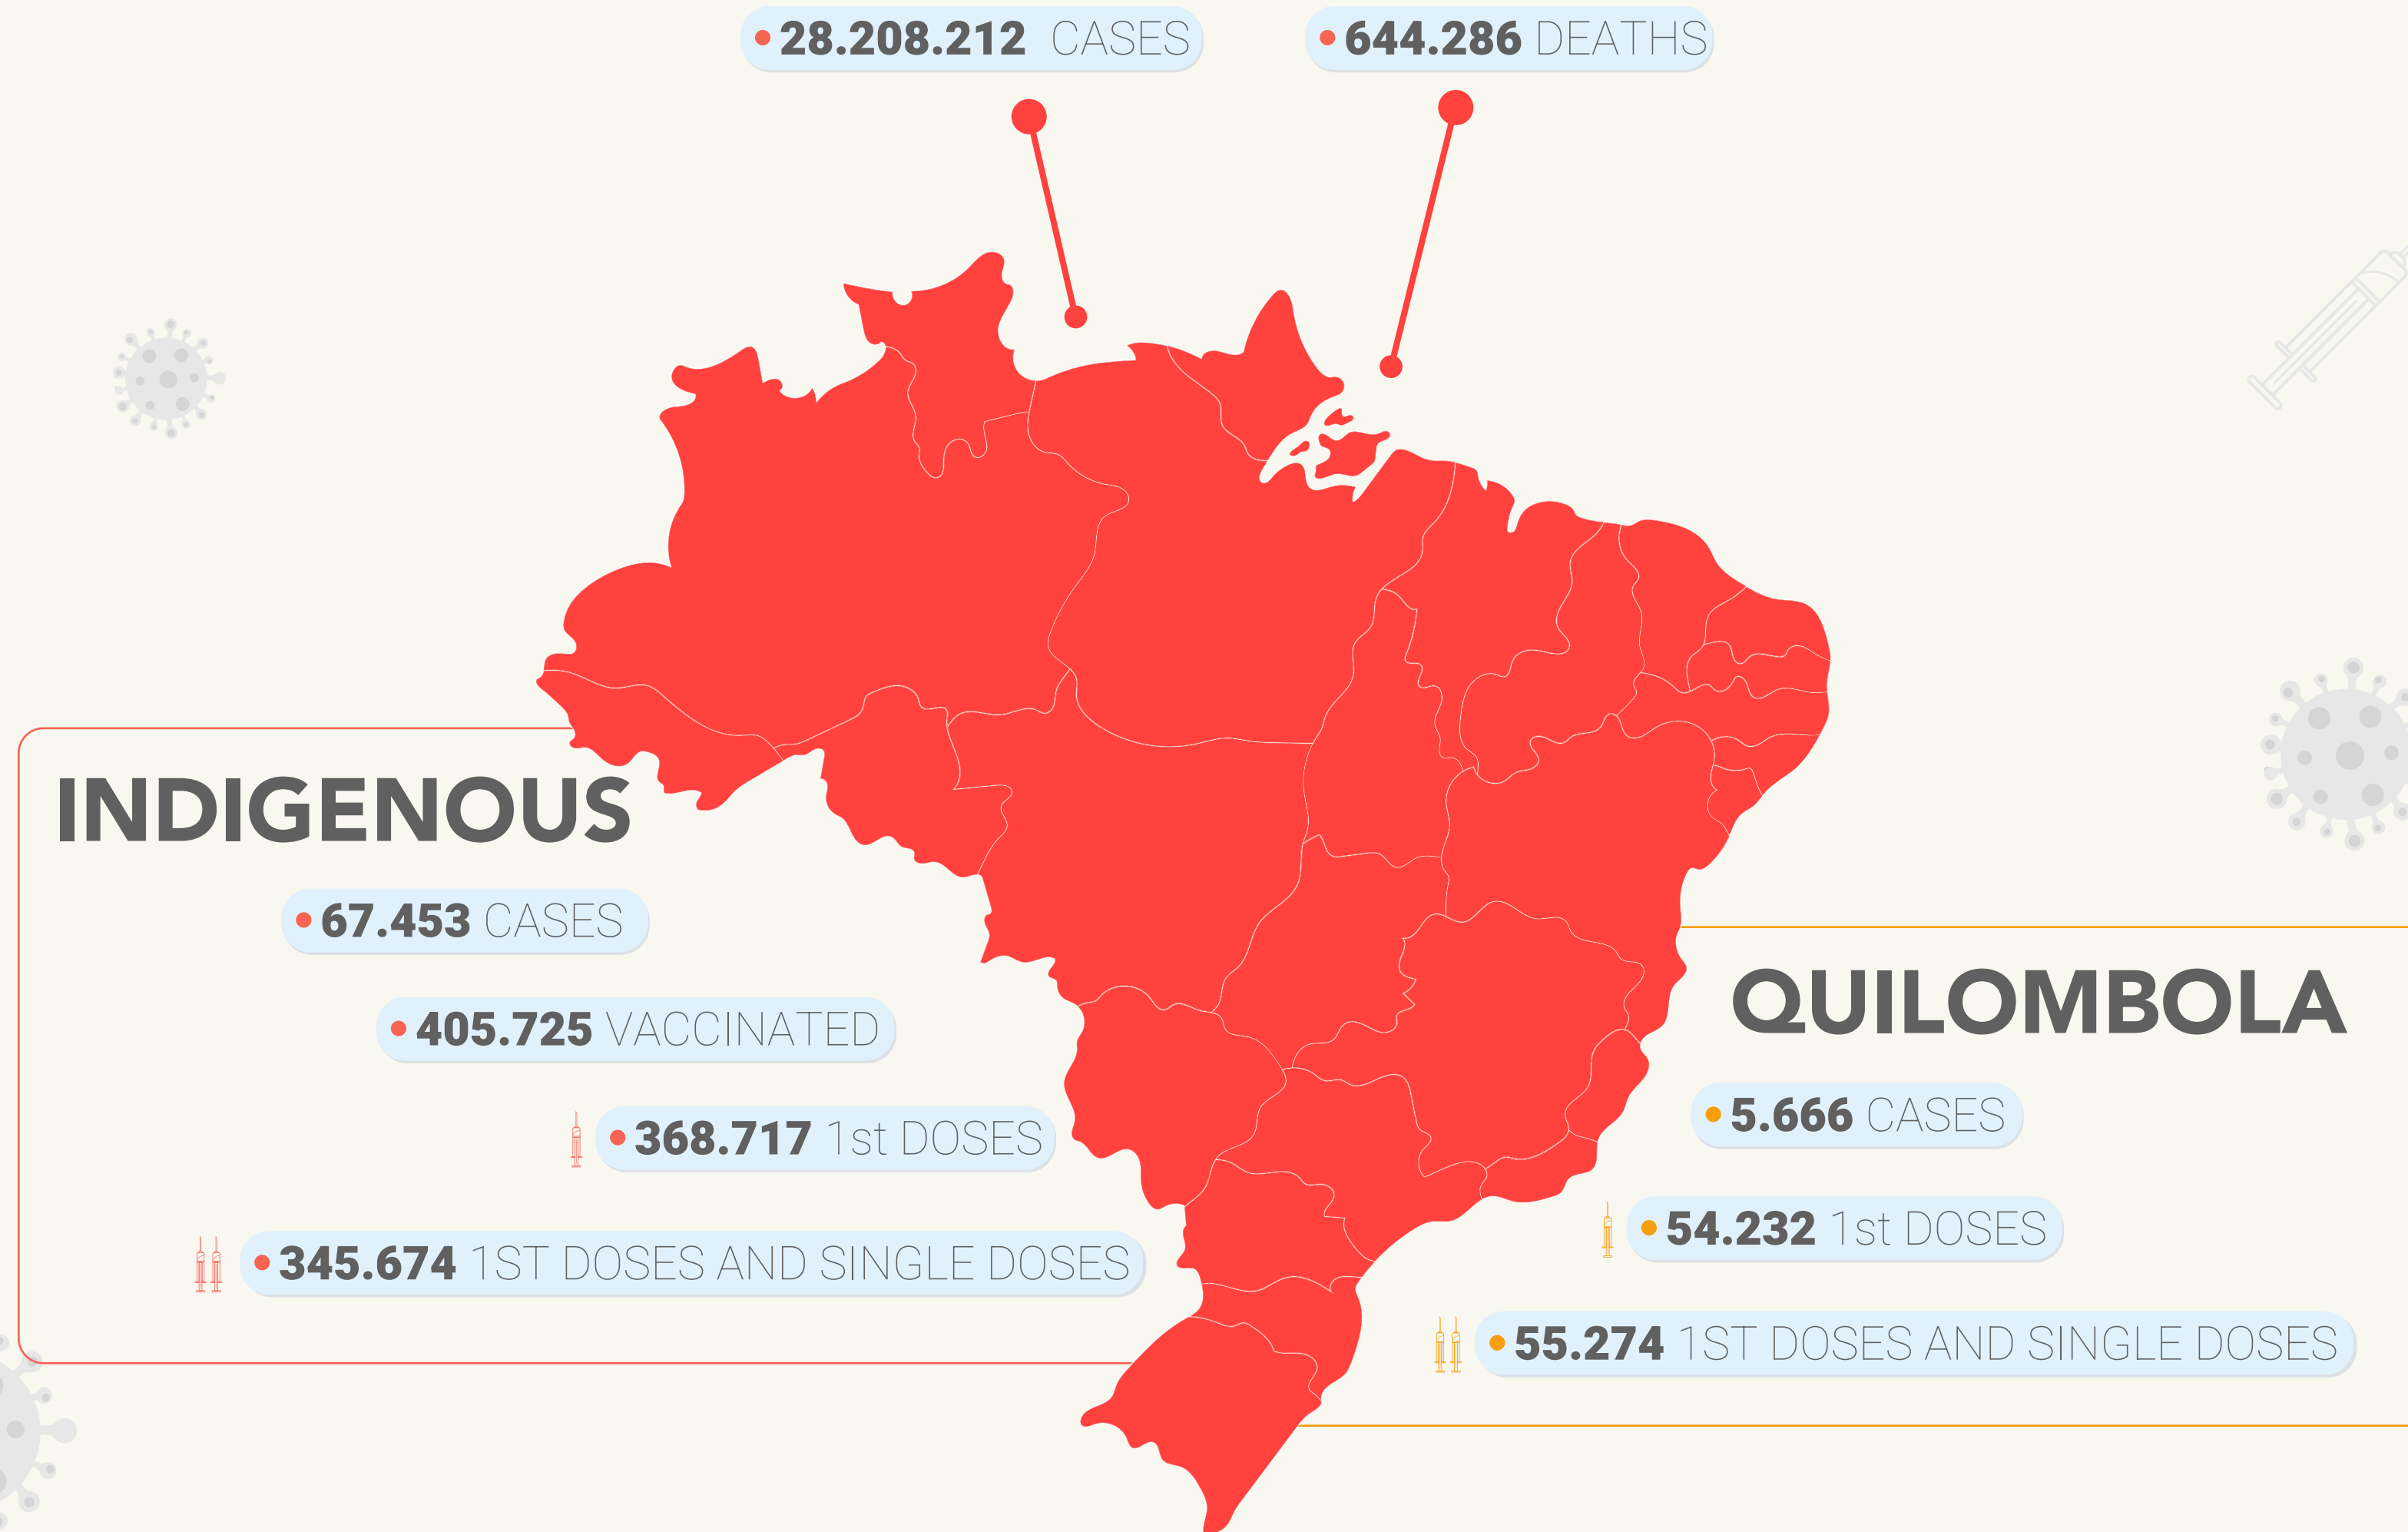 28.208.212 CASES
644.286 DEATHS
INDIGENOUS
67.453 CASES
405.725 VACCINATED
368.717 1st DOSES
345.674 1ST DOSES AND SINGLE DOSES
QUILOMBOLA
5.666 CASES
54.232 1st DOSES
55.274 1ST DOSES AND SINGLE DOSES